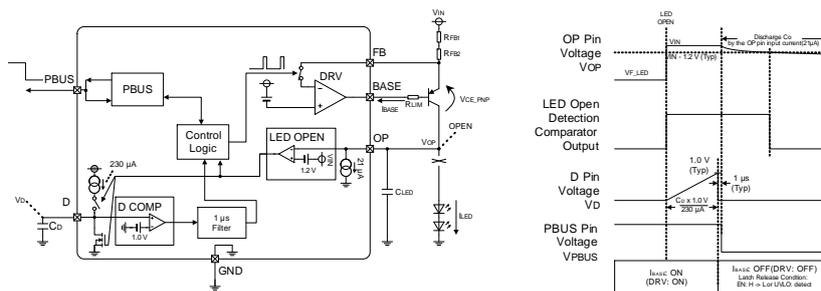 VIN
RFB1
RFB2
FB
DRV
PBUS
PBUS
BASE
IBASE
RLIM
VCE_PNP
Control
Logic
LED OPEN
OP
VOP
OPEN
VIN
1.2 V
21 µA
230 µA
D
VD
CD
D COMP
1.0 V
1 µs
Filter
CLED
ILED
GND
LED
OPEN
OP Pin
Voltage
VOP
VIN
Discharge Co
by the OP pin input current(21µA)
VIN - 1.2 V (Typ)
VF_LED
LED Open
Detection
Comparator
Output
D Pin
Voltage
VD
1.0 V
(Typ)
1 µs
(Typ)
CD x 1.0 V
230 µA
PBUS Pin
Voltage
VPBUS
IBASE ON
(DRV: ON)
IBASE OFF(DRV: OFF)
Latch Release Condtion:
EN: H -> L or UVLO: detect